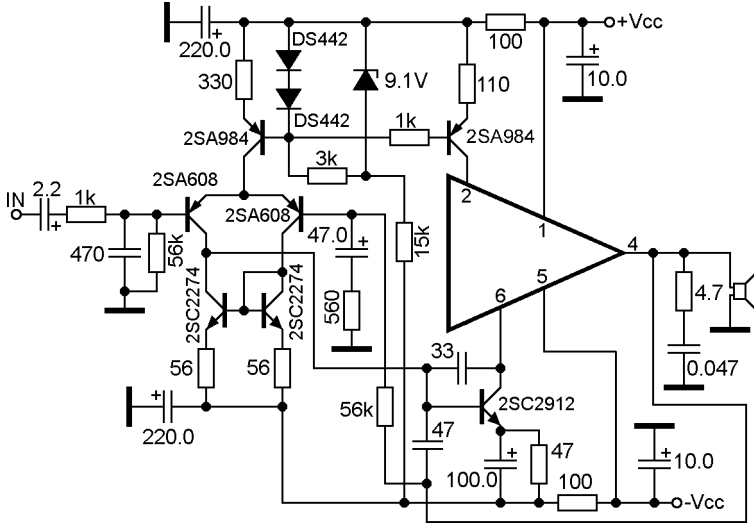 220.0 +
DS442
100
+Vcc
330
9.1V
110
+
10.0
DS442
2SA984
1k
2SA984
3k
2SA608
2
IN 2.2 + 1k
2SA608
1
470
56k
47.0 +
15k
4
2SC2274
2SC2274
5
4.7
560
6
33
0.047
56
56
2SC2912
56k
+
220.0
47
47
+
100.0
100
+
10.0
-Vcc